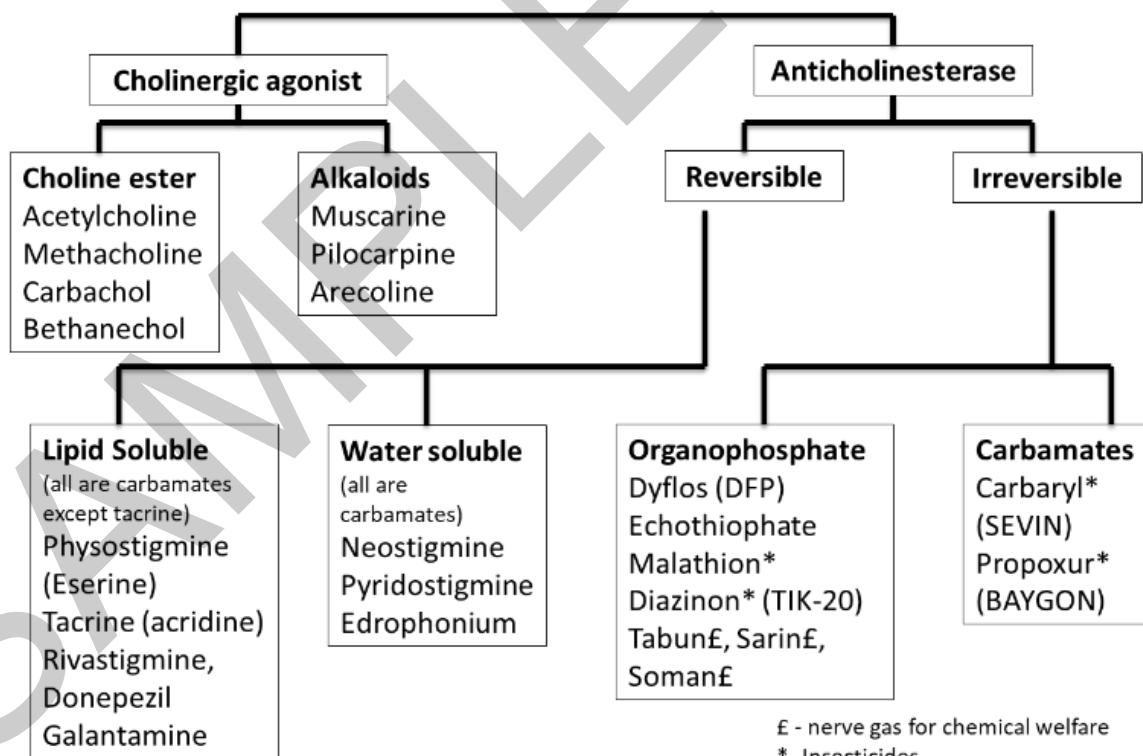 Cholinergic agonist
Anticholinesterase
Choline ester
Acetylcholine
Methacholine
Carbachol
Bethanechol
Alkaloids
Muscarine
Pilocarpine
Arecoline
Reversible
Irreversible
Lipid Soluble
(all are carbamates
except tacrine)
Physostigmine
(Eserine)
Tacrine (acridine)
Rivastigmine,
Donepezil
Galantamine
Water soluble
(all are
carbamates)
Neostigmine
Pyridostigmine
Edrophonium
Organophosphate
Dyflos (DFP)
Echothiophate
Malathion*
Diazinon* (TIK-20)
Tabun£, Sarin£,
Soman£
Carbamates
Carbaryl*
(SEVIN)
Propoxur*
(BAYGON)
£ - nerve gas for chemical welfare
*- Insecticides
SAMPLE